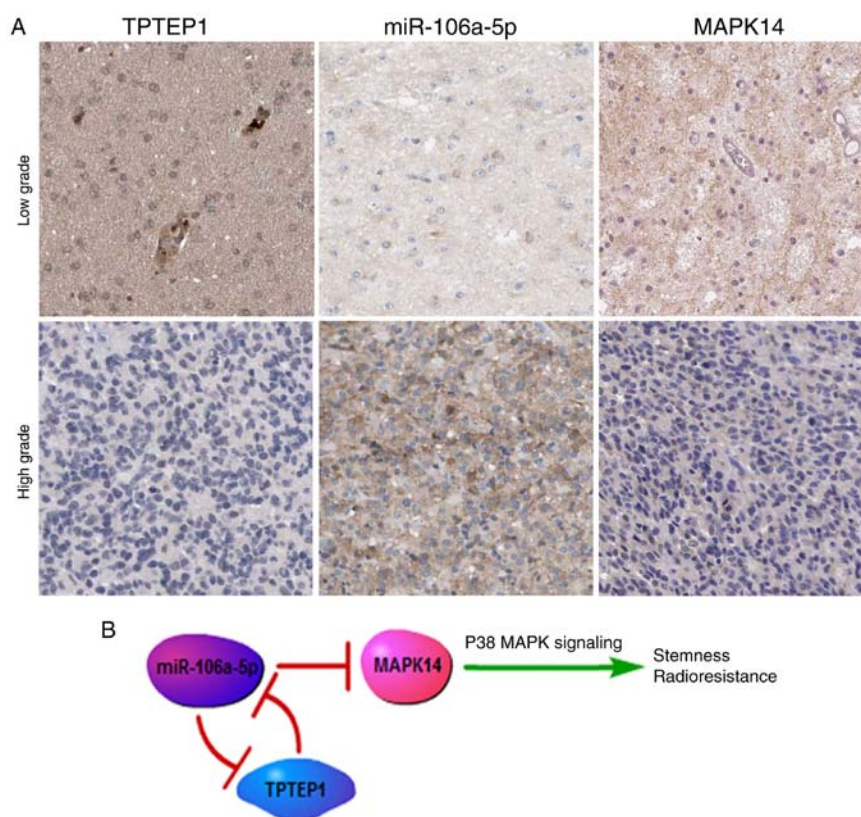 A
TPTEP1 miR-106a-5p MAPK14
Low grade
High grade
B
miR-106a-5p
MAPK14
P38 MAPK signaling
Stemness
Radioresistance
TPTEP1